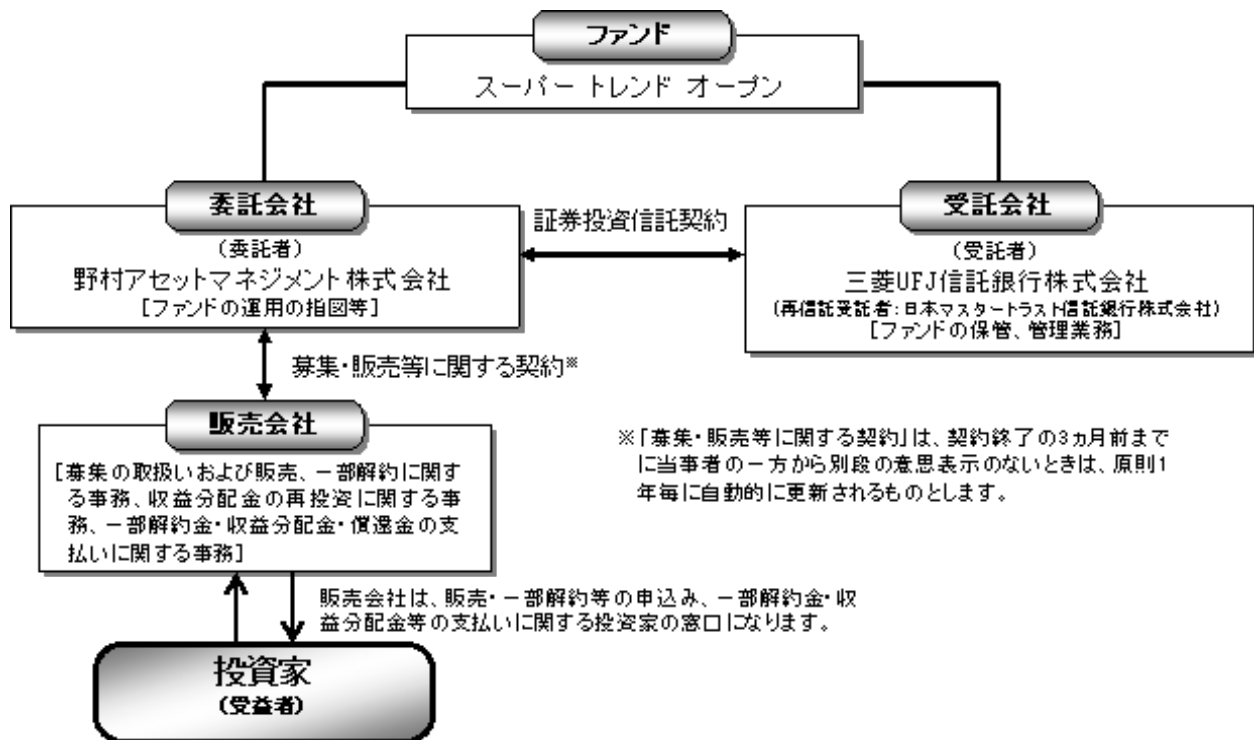 ファンド
スーパー トレンド オープン
委託会社
(委託者)
野村アセットマネジメント株式会社
[ファンドの運用の指図等]
証券投資信託契約
受託会社
(受託者)
三菱UFJ信託銀行株式会社
(再信託受託者:日本マスタートラスト信託銀行株式会社)
[ファンドの保管、管理業務]
募集・販売等に関する契約※
販売会社
[募集の取扱いおよび販売、一部解約に関す
る事務、収益分配金の再投資に関する事
務、一部解約金・収益分配金・償還金の支
払いに関する事務]
※「募集・販売等に関する契約」は、契約終了の3ヵ月前まで
に当事者の一方から別段の意思表示のないときは、原則1
年毎に自動的に更新されるものとします。
販売会社は、販売・一部解約等の申込み、一部解約金・収
益分配金等の支払いに関する投資家の窓口になります。
投資家
(受益者)